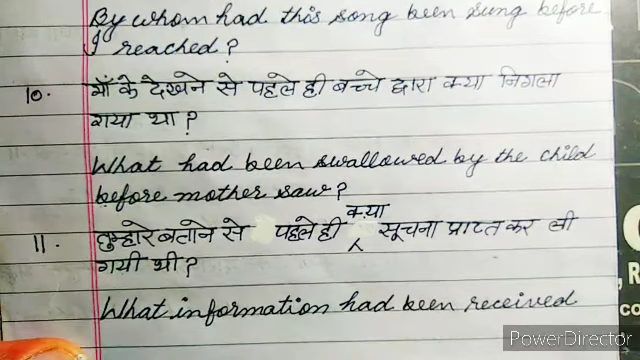 By whom had this song been sung before
I reached?
10. माँ के देखने से पहले ही बच्चे द्वारा क्या निगला
गया था?
What had been swallowed by the child
before mother saw?
11. तुम्हारे बताने से पहले ही क्या सूचना प्राप्त कर ली
गयी थी?
What information had been received
PowerDirector